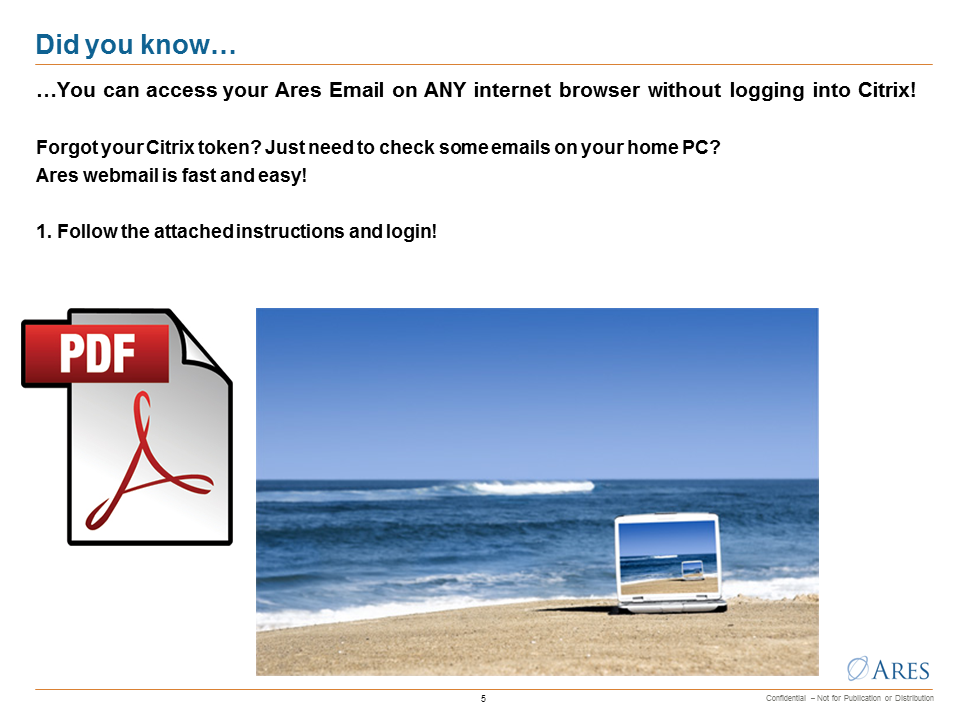 Did you know…
…You can access your Ares Email on ANY internet browser without logging into Citrix!
Forgot your Citrix token? Just need to check some emails on your home PC?
Ares webmail is fast and easy!
1. Follow the attached instructions and login!
PDF
ARES
5
Confidential – Not for Publication or Distribution